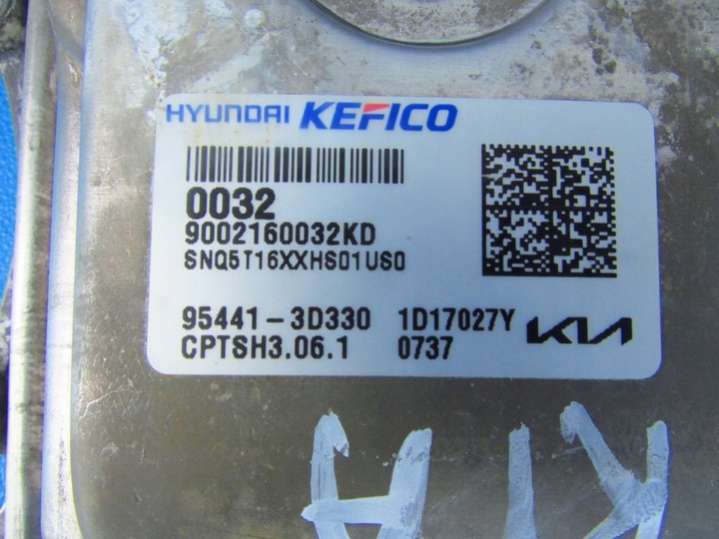 HYUNDAI KEFICO
0032
9002160032KD
SNQ5T16XXHS01US0
95441-3D330 1D17027Y KIA
CPTSH3.06.1 0737
KIA